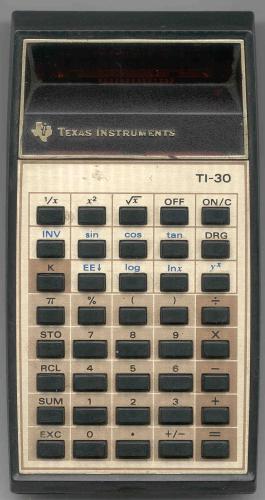 TEXAS INSTRUMENTS
TI-30
1/x x² √x OFF ON/C
INV sin cos tan DRG
K EE↓ log lnx yˣ
π % ( ) ÷
STO 7 8 9 X
RCL 4 5 6 −
SUM 1 2 3 +
EXC 0 • +/− =